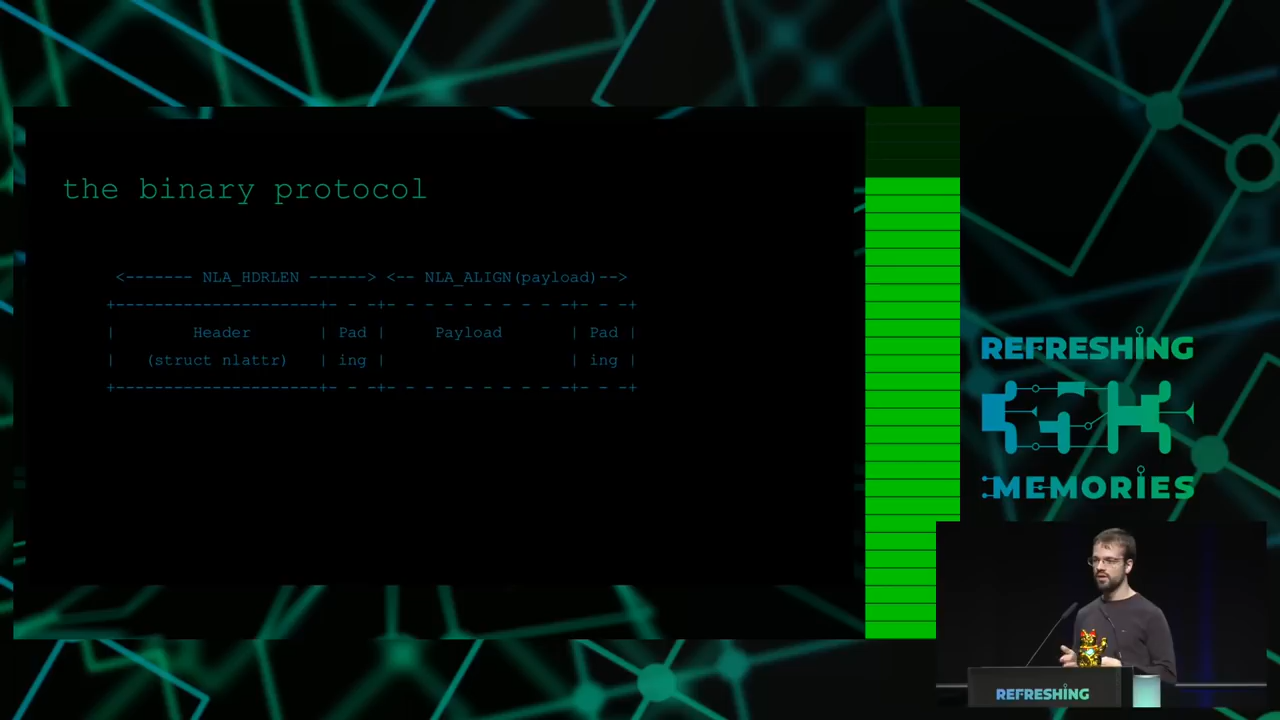 the binary protocol
<------- NLA_HDRLEN ------> <-- NLA_ALIGN(payload)-->
+---------------------+- - -+- - - - - - - - - -+- - -+
|        Header       | Pad |     Payload       | Pad |
|   (struct nlattr)   | ing |                   | ing |
+---------------------+- - -+- - - - - - - - - -+- - -+
REFRESHING
MEMORIES
REFRESHING